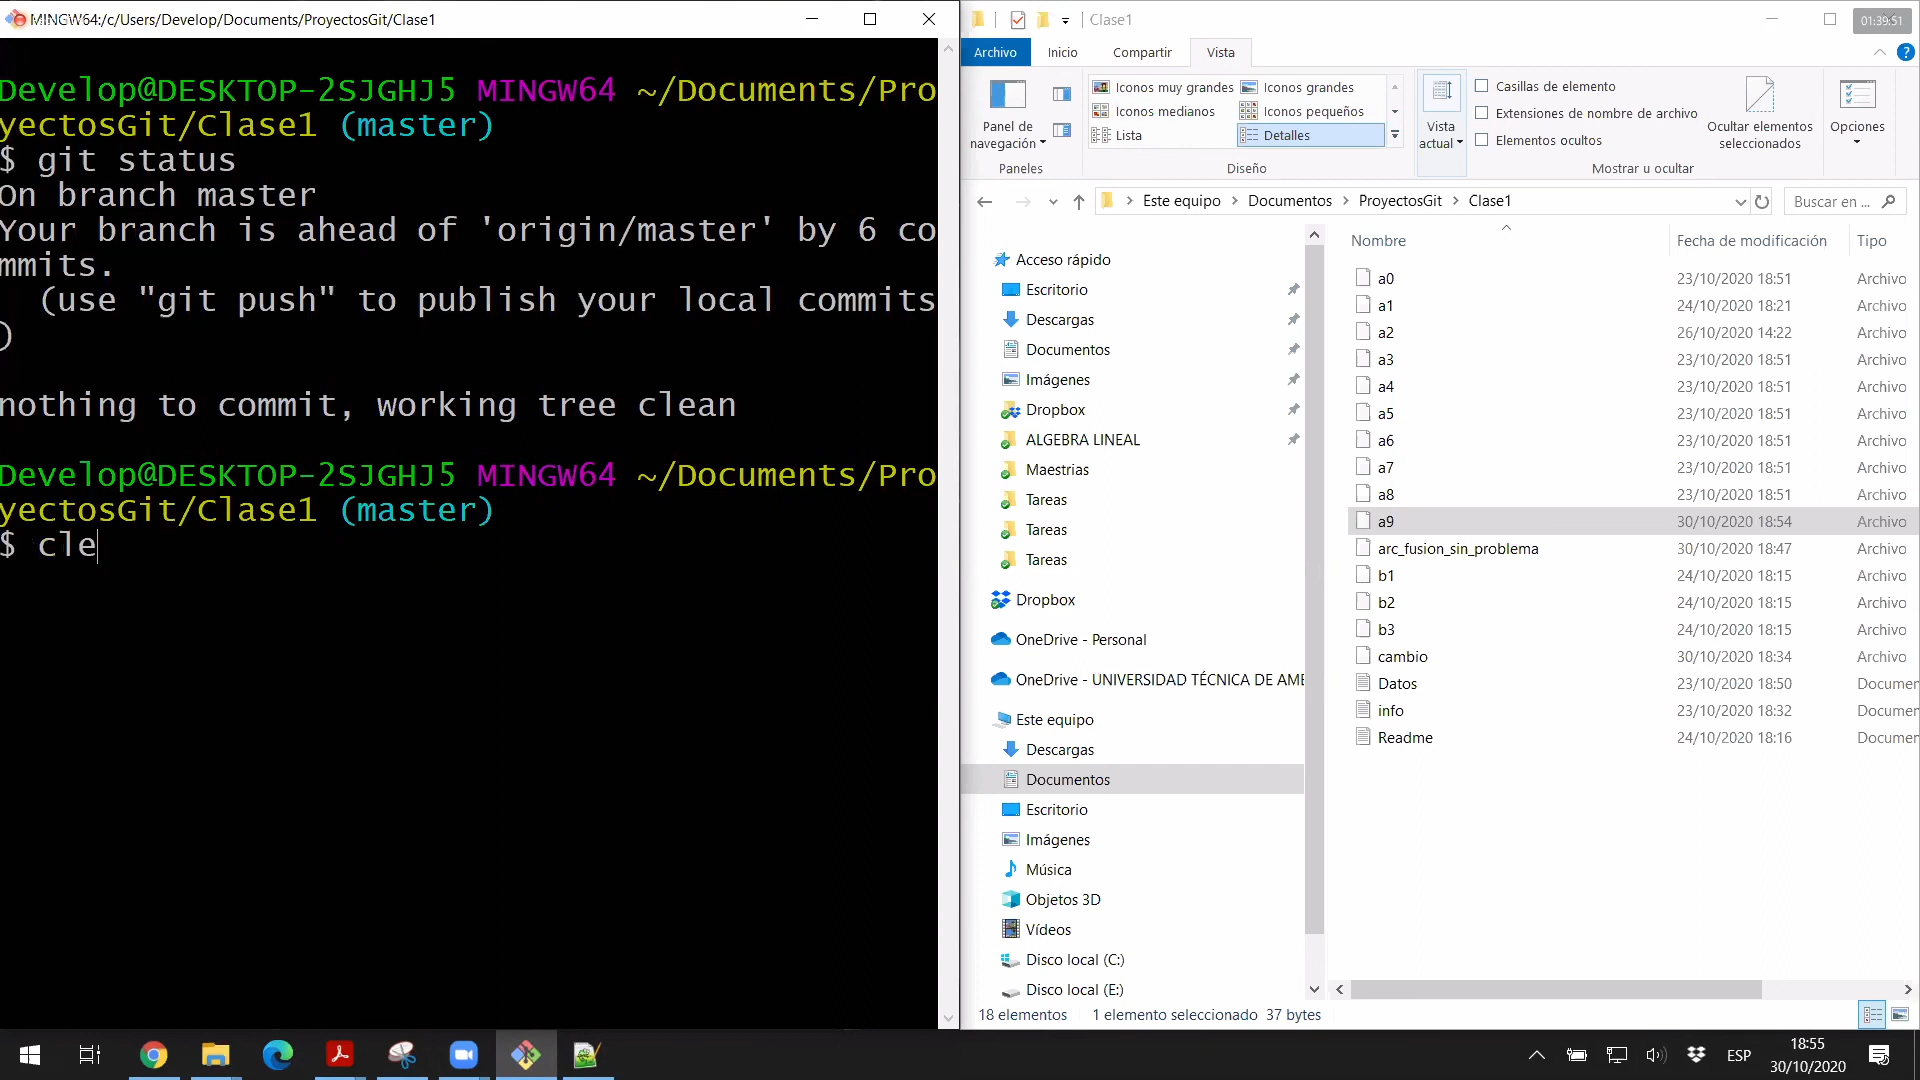 MINGW64:/c/Users/Develop/Documents/ProyectosGit/Clase1
Develop@DESKTOP-2SJGHJ5 MINGW64 ~/Documents/Pro
yectosGit/Clase1 (master)
$ git status
On branch master
Your branch is ahead of 'origin/master' by 6 co
mmits.
(use "git push" to publish your local commits
)
nothing to commit, working tree clean
Develop@DESKTOP-2SJGHJ5 MINGW64 ~/Documents/Pro
yectosGit/Clase1 (master)
$ cle
Clase1
01:39:51
Archivo Inicio Compartir Vista
Panel de navegación
Paneles
Iconos muy grandes Iconos grandes
Iconos medianos Iconos pequeños
Lista Detalles
Diseño
Vista actual
Casillas de elemento
Extensiones de nombre de archivo
Elementos ocultos
Ocultar elementos seleccionados
Mostrar u ocultar
Opciones
Este equipo > Documentos > ProyectosGit > Clase1
Buscar en ...
Acceso rápido
Escritorio
Descargas
Documentos
Imágenes
Dropbox
ALGEBRA LINEAL
Maestrias
Tareas
Tareas
Tareas
Dropbox
OneDrive - Personal
OneDrive - UNIVERSIDAD TÉCNICA DE AME
Este equipo
Descargas
Documentos
Escritorio
Imágenes
Música
Objetos 3D
Vídeos
Disco local (C:)
Disco local (E:)
Nombre Fecha de modificación Tipo
a0 23/10/2020 18:51 Archivo
a1 24/10/2020 18:21 Archivo
a2 26/10/2020 14:22 Archivo
a3 23/10/2020 18:51 Archivo
a4 23/10/2020 18:51 Archivo
a5 23/10/2020 18:51 Archivo
a6 23/10/2020 18:51 Archivo
a7 23/10/2020 18:51 Archivo
a8 23/10/2020 18:51 Archivo
a9 30/10/2020 18:54 Archivo
arc_fusion_sin_problema 30/10/2020 18:47 Archivo
b1 24/10/2020 18:15 Archivo
b2 24/10/2020 18:15 Archivo
b3 24/10/2020 18:15 Archivo
cambio 30/10/2020 18:34 Archivo
Datos 23/10/2020 18:50 Documen
info 23/10/2020 18:32 Documen
Readme 24/10/2020 18:16 Documen
18 elementos 1 elemento seleccionado 37 bytes
ESP
18:55
30/10/2020